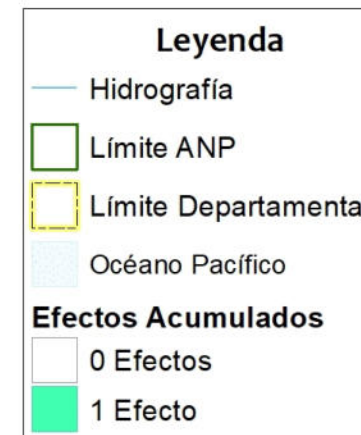 Leyenda
Hidrografía
Límite ANP
Límite Departamenta
Océano Pacífico
Efectos Acumulados
0 Efectos
1 Efecto